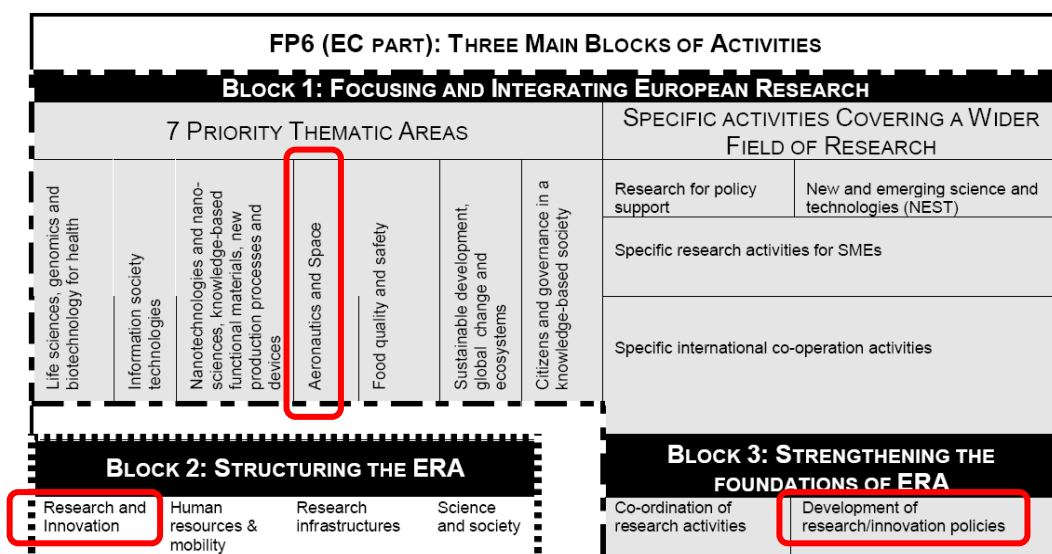 FP6 (EC PART): THREE MAIN BLOCKS OF ACTIVITIES
BLOCK 1: FOCUSING AND INTEGRATING EUROPEAN RESEARCH
7 PRIORITY THEMATIC AREAS
SPECIFIC ACTIVITIES COVERING A WIDER
FIELD OF RESEARCH
Life sciences, genomics and
biotechnology for health
Information society
technologies
Nanotechnologies and nano-
sciences, knowledge-based
functional materials, new
production processes and
devices
Aeronautics and Space
Food quality and safety
Sustainable development,
global change and
ecosystems
Citizens and governance in a
knowledge-based society
Research for policy
support
New and emerging science and
technologies (NEST)
Specific research activities for SMEs
Specific international co-operation activities
BLOCK 2: STRUCTURING THE ERA
Research and
Innovation
Human
resources &
mobility
Research
infrastructures
Science
and society
BLOCK 3: STRENGTHENING THE
FOUNDATIONS OF ERA
Co-ordination of
research activities
Development of
research/innovation policies